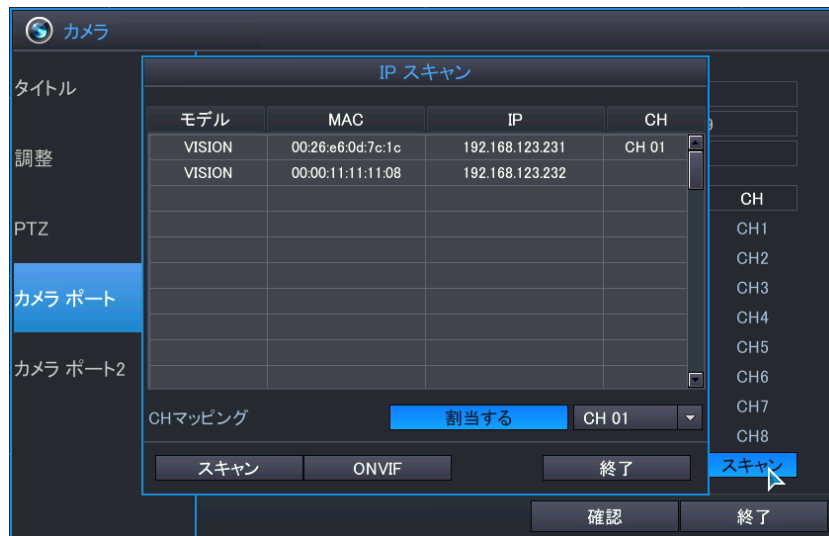 カメラ
IP スキャン
タイトル
調整
PTZ
カメラ ポート
カメラ ポート2
モデル MAC IP CH
VISION 00:26:e6:0d:7c:1c 192.168.123.231 CH 01
VISION 00:00:11:11:11:08 192.168.123.232
CHマッピング 割当する CH 01
スキャン ONVIF 終了
CH
CH1
CH2
CH3
CH4
CH5
CH6
CH7
CH8
スキャン
確認 終了